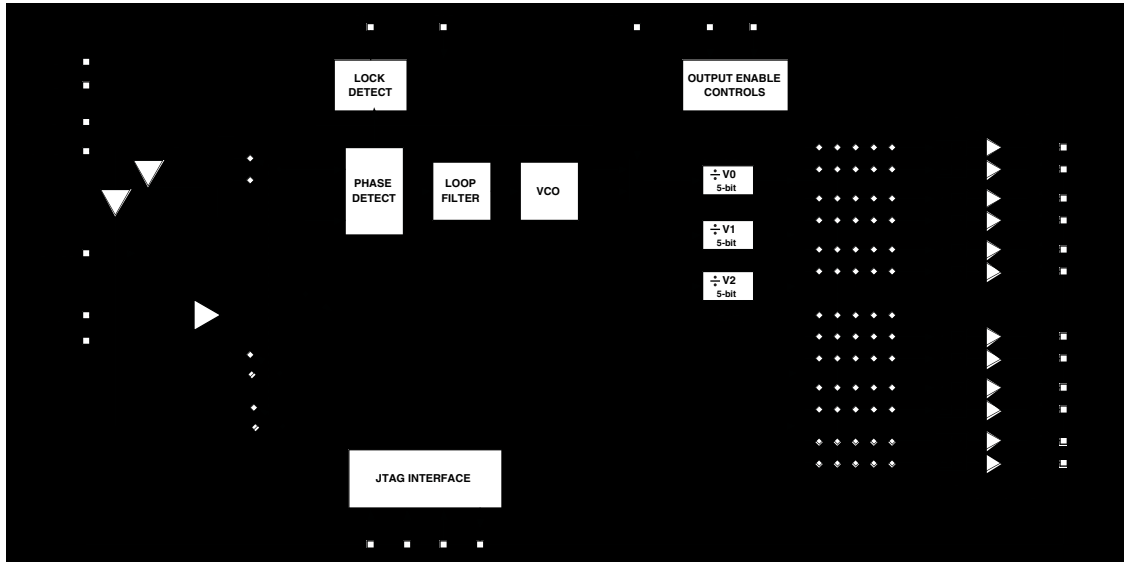 LOCK
DETECT
OUTPUT ENABLE
CONTROLS
PHASE
DETECT
LOOP
FILTER
VCO
÷ V0
5-bit
÷ V1
5-bit
÷ V2
5-bit
JTAG INTERFACE